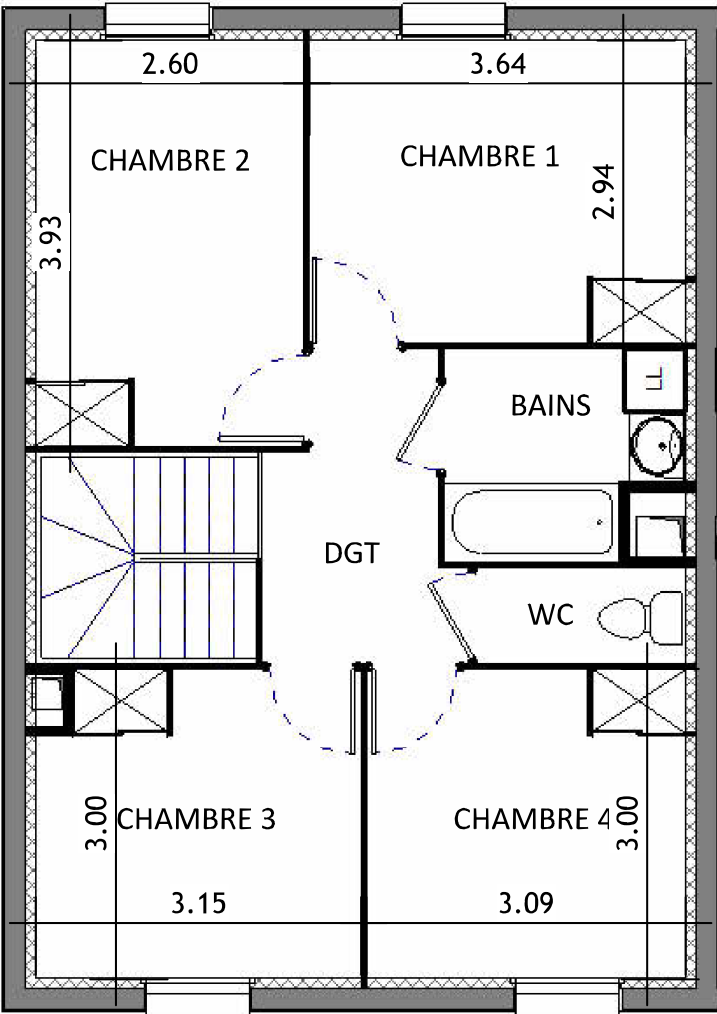 2.60
3.64
CHAMBRE 2
CHAMBRE 1
2.94
3.93
LL
BAINS
DGT
WC
3.00
CHAMBRE 3
CHAMBRE 4
3.00
3.15
3.09